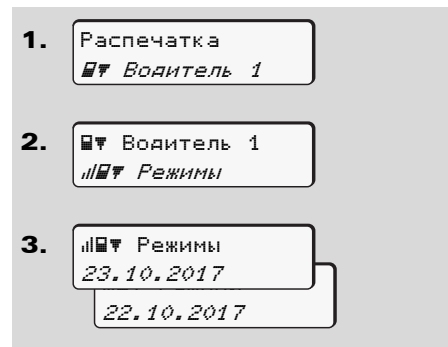 1. Распечатка
Водитель 1
2. Водитель 1
Режимы
3. Режимы
23.10.2017
22.10.2017